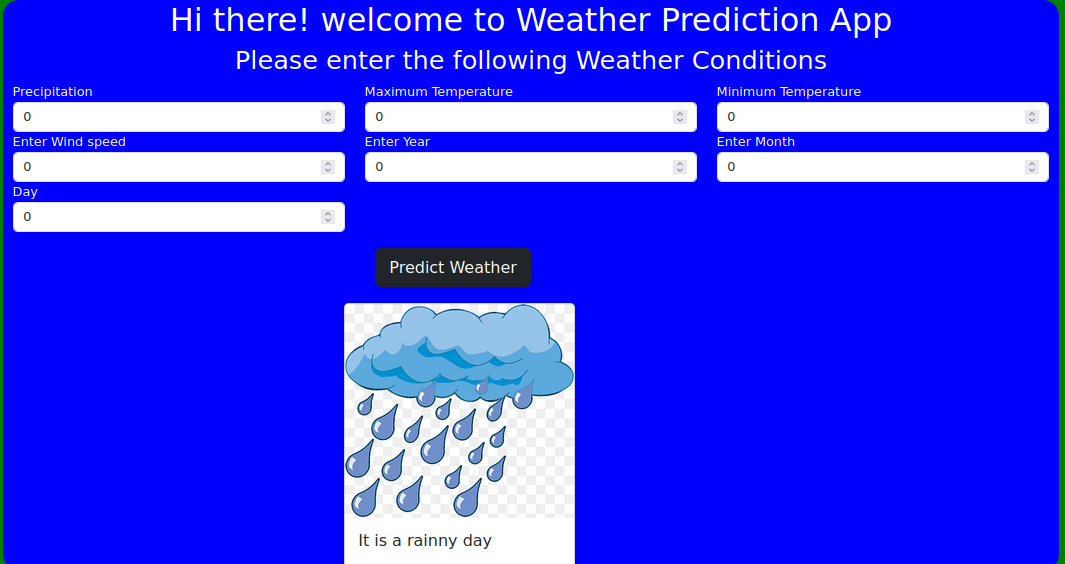 Hi there! welcome to Weather Prediction App
Please enter the following Weather Conditions
Precipitation Maximum Temperature Minimum Temperature
0 0 0
Enter Wind speed Enter Year Enter Month
0 0 0
Day
0
Predict Weather
It is a rainny day